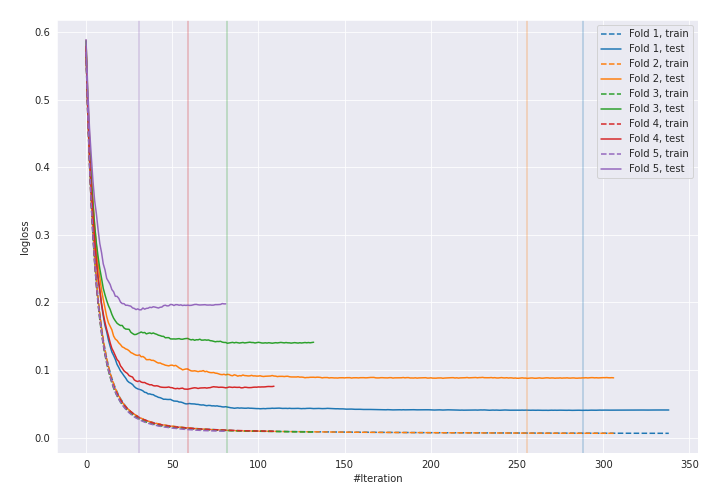 0.6
0.5
0.4
0.3
0.2
0.1
0.0
logloss
0
50
100
150
200
250
300
350
#Iteration
Fold 1, train
Fold 1, test
Fold 2, train
Fold 2, test
Fold 3, train
Fold 3, test
Fold 4, train
Fold 4, test
Fold 5, train
Fold 5, test